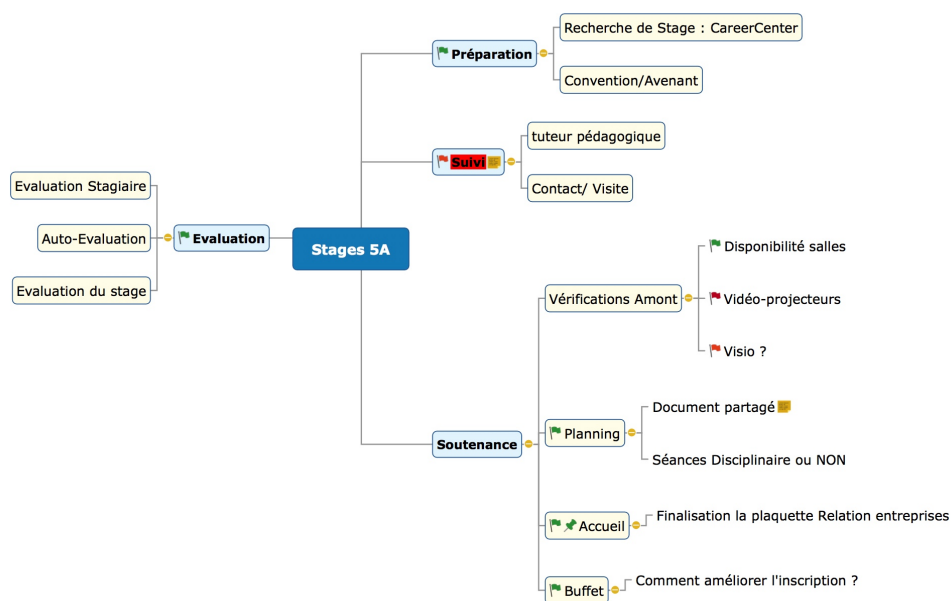 Stages 5A
Préparation
Recherche de Stage : CareerCenter
Convention/Avenant
Suivi
tuteur pédagogique
Contact/ Visite
Evaluation
Evaluation Stagiaire
Auto-Evaluation
Evaluation du stage
Soutenance
Vérifications Amont
Disponibilité salles
Vidéo-projecteurs
Visio ?
Planning
Document partagé
Séances Disciplinaire ou NON
Accueil
Finalisation la plaquette Relation entreprises
Buffet
Comment améliorer l'inscription ?